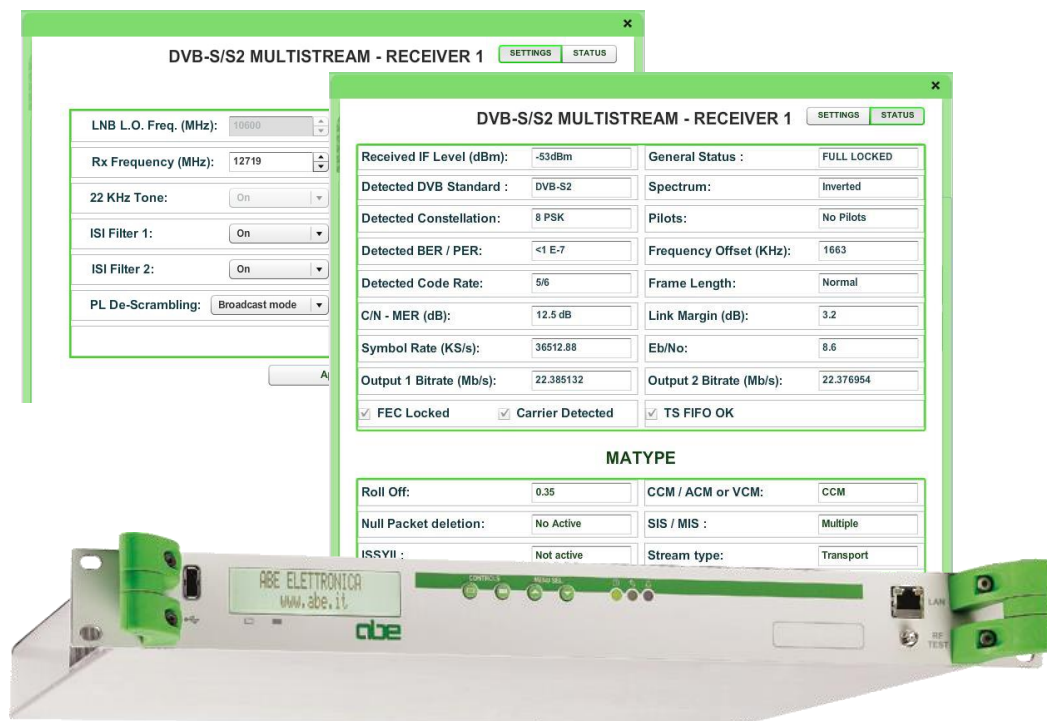 DVB-S/S2 MULTISTREAM - RECEIVER 1 SETTINGS STATUS
LNB L.O. Freq. (MHz): 10600
Rx Frequency (MHz): 12719
22 KHz Tone: On
ISI Filter 1: On
ISI Filter 2: On
PL De-Scrambling: Broadcast mode
DVB-S/S2 MULTISTREAM - RECEIVER 1 SETTINGS STATUS
Received IF Level (dBm): -53dBm General Status : FULL LOCKED
Detected DVB Standard : DVB-S2 Spectrum: Inverted
Detected Constellation: 8 PSK Pilots: No Pilots
Detected BER / PER: <1 E-7 Frequency Offset (KHz): 1663
Detected Code Rate: 5/6 Frame Length: Normal
C/N - MER (dB): 12.5 dB Link Margin (dB): 3.2
Symbol Rate (KS/s): 36512.88 Eb/No: 8.6
Output 1 Bitrate (Mb/s): 22.385132 Output 2 Bitrate (Mb/s): 22.376954
FEC Locked Carrier Detected TS FIFO OK
MATYPE
Roll Off: 0.35 CCM / ACM or VCM: CCM
Null Packet deletion: No Active SIS / MIS : Multiple
ISSYII : Not active Stream type: Transport
ABE ELETTRONICA
www.abe.it
abe
CONTROLS MENU SEL.
LAN
RF
TEST